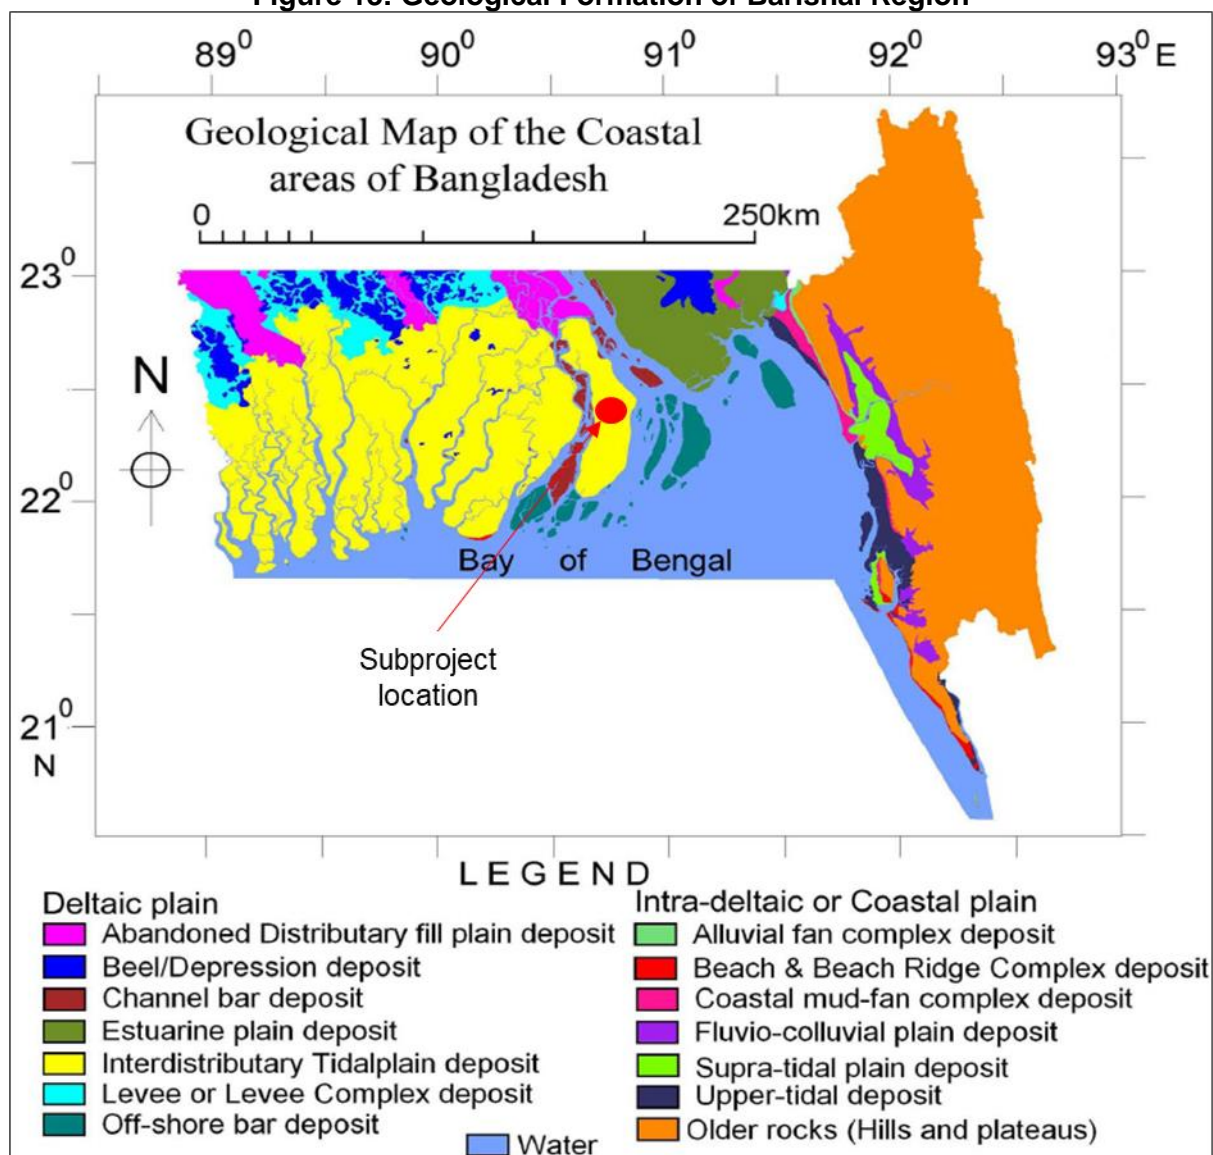 Figure 13: Geological Formation of Barishal Region
89⁰ 90⁰ 91⁰ 92⁰ 93⁰ E
Geological Map of the Coastal
areas of Bangladesh
0 250km
23⁰
N
22⁰
Bay of Bengal
Subproject
location
21⁰
N
LEGEND
Deltaic plain
Abandoned Distributary fill plain deposit
Beel/Depression deposit
Channel bar deposit
Estuarine plain deposit
Interdistributary Tidalplain deposit
Levee or Levee Complex deposit
Off-shore bar deposit
Water
Intra-deltaic or Coastal plain
Alluvial fan complex deposit
Beach & Beach Ridge Complex deposit
Coastal mud-fan complex deposit
Fluvio-colluvial plain deposit
Supra-tidal plain deposit
Upper-tidal deposit
Older rocks (Hills and plateaus)